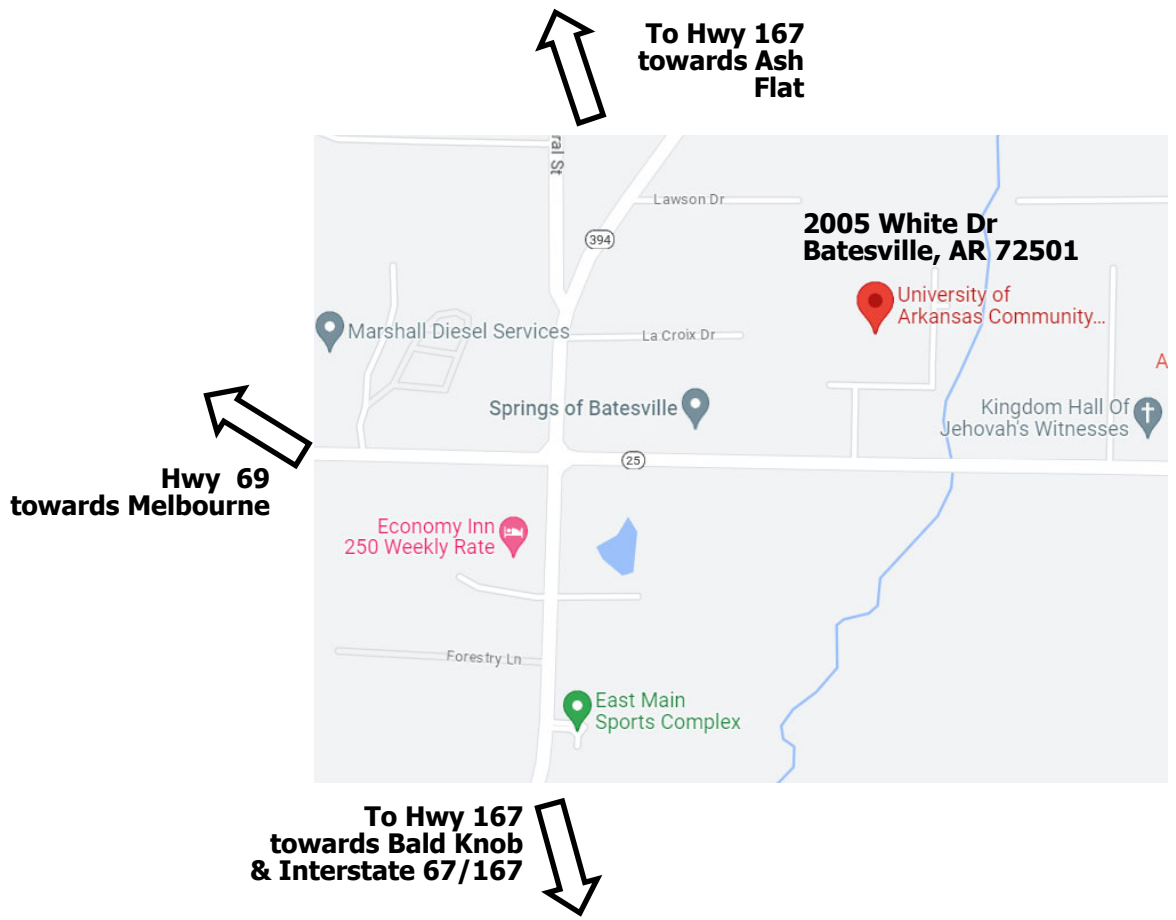 To Hwy 167
towards Ash
Flat
ral St
Lawson Dr
394
2005 White Dr
Batesville, AR 72501
University of
Arkansas Community...
Marshall Diesel Services
La Croix Dr
A
Springs of Batesville
Kingdom Hall Of
Jehovah's Witnesses
25
Hwy 69
towards Melbourne
Economy Inn
250 Weekly Rate
Forestry Ln
East Main
Sports Complex
To Hwy 167
towards Bald Knob
& Interstate 67/167